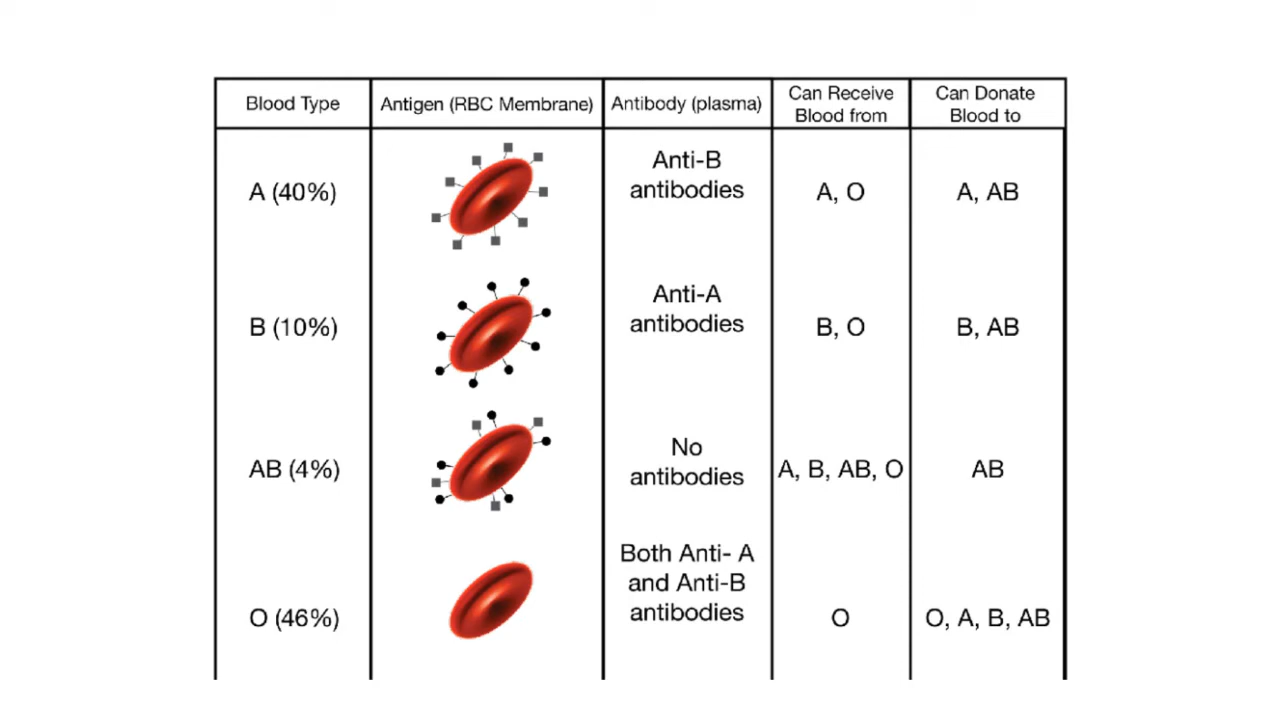 Blood Type
Antigen (RBC Membrane)
Antibody (plasma)
Can Receive
Blood from
Can Donate
Blood to
A (40%)
Anti-B
antibodies
A, O
A, AB
B (10%)
Anti-A
antibodies
B, O
B, AB
AB (4%)
No
antibodies
A, B, AB, O
AB
O (46%)
Both Anti- A
and Anti-B
antibodies
O
O, A, B, AB